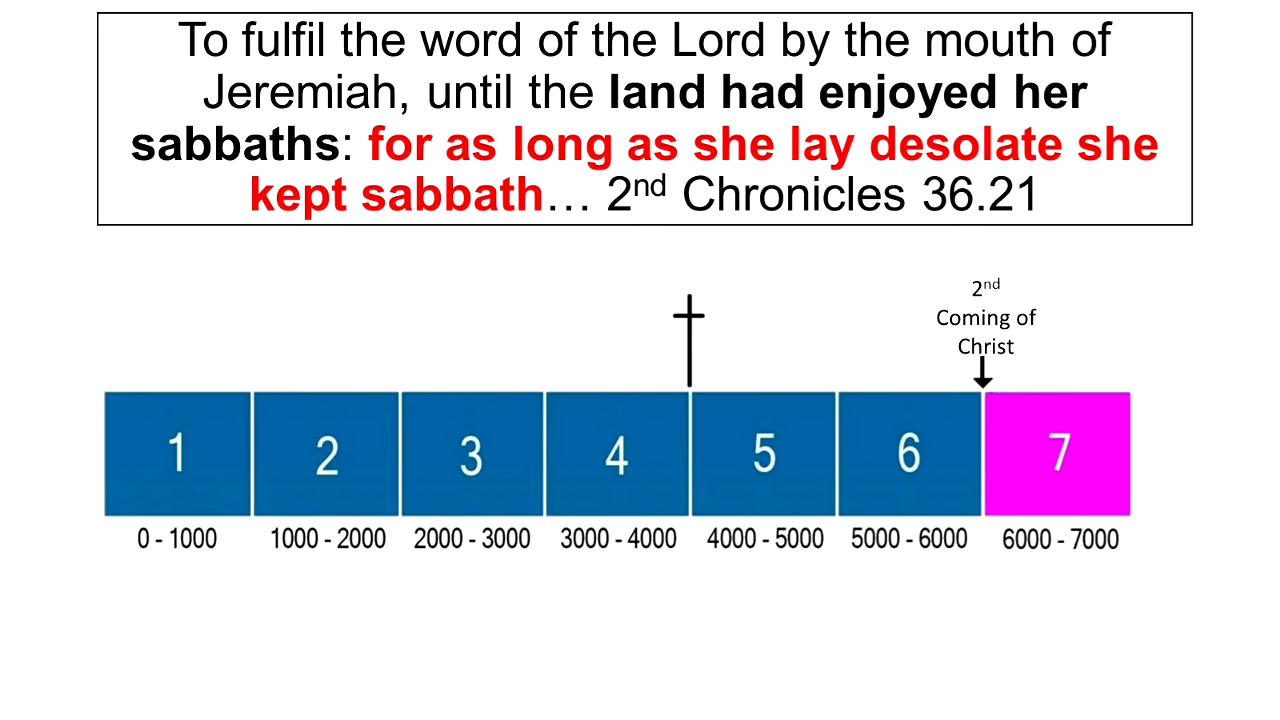 To fulfil the word of the Lord by the mouth of
Jeremiah, until the land had enjoyed her
sabbaths: for as long as she lay desolate she
kept sabbath… 2nd Chronicles 36.21
2nd
Coming of
Christ
1 2 3 4 5 6 7
0 - 1000 1000 - 2000 2000 - 3000 3000 - 4000 4000 - 5000 5000 - 6000 6000 - 7000